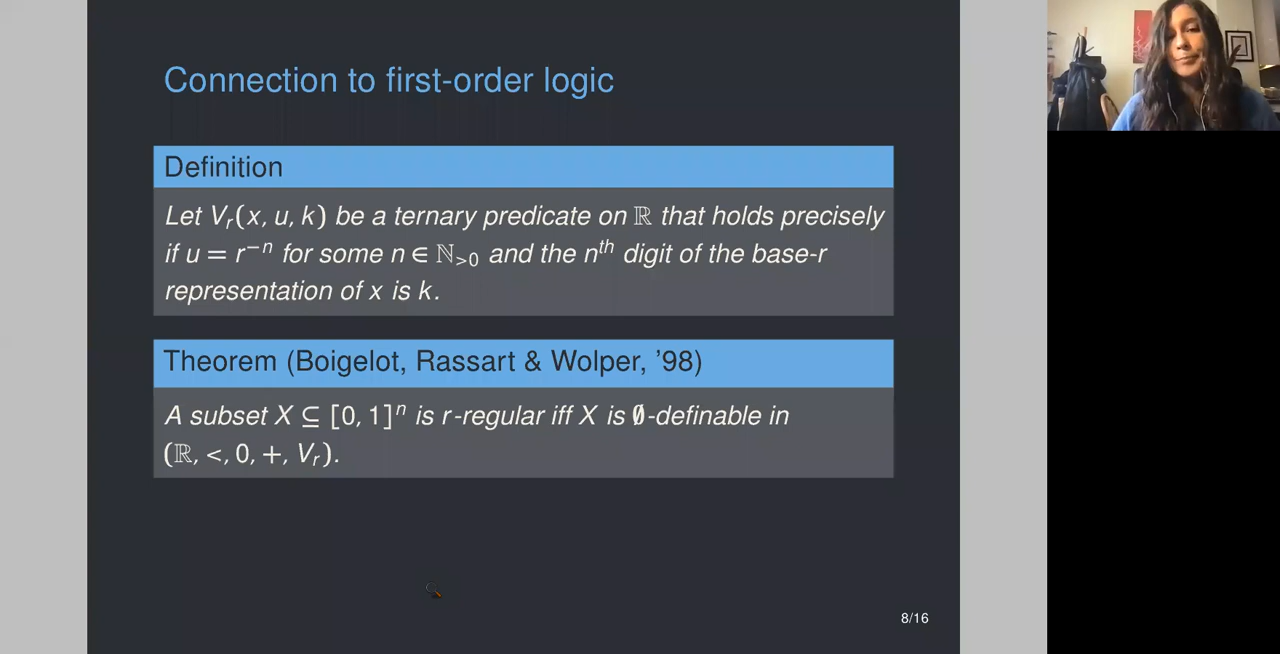 Connection to first-order logic
Definition
Let Vᵣ(x, u, k) be a ternary predicate on ℝ that holds precisely
if u = r⁻ⁿ for some n ∈ ℕ>0 and the nᵗʰ digit of the base-r
representation of x is k.
Theorem (Boigelot, Rassart & Wolper, ’98)
A subset X ⊆ [0, 1]ⁿ is r-regular iff X is ∅-definable in
(ℝ, <, 0, +, Vᵣ).
8/16